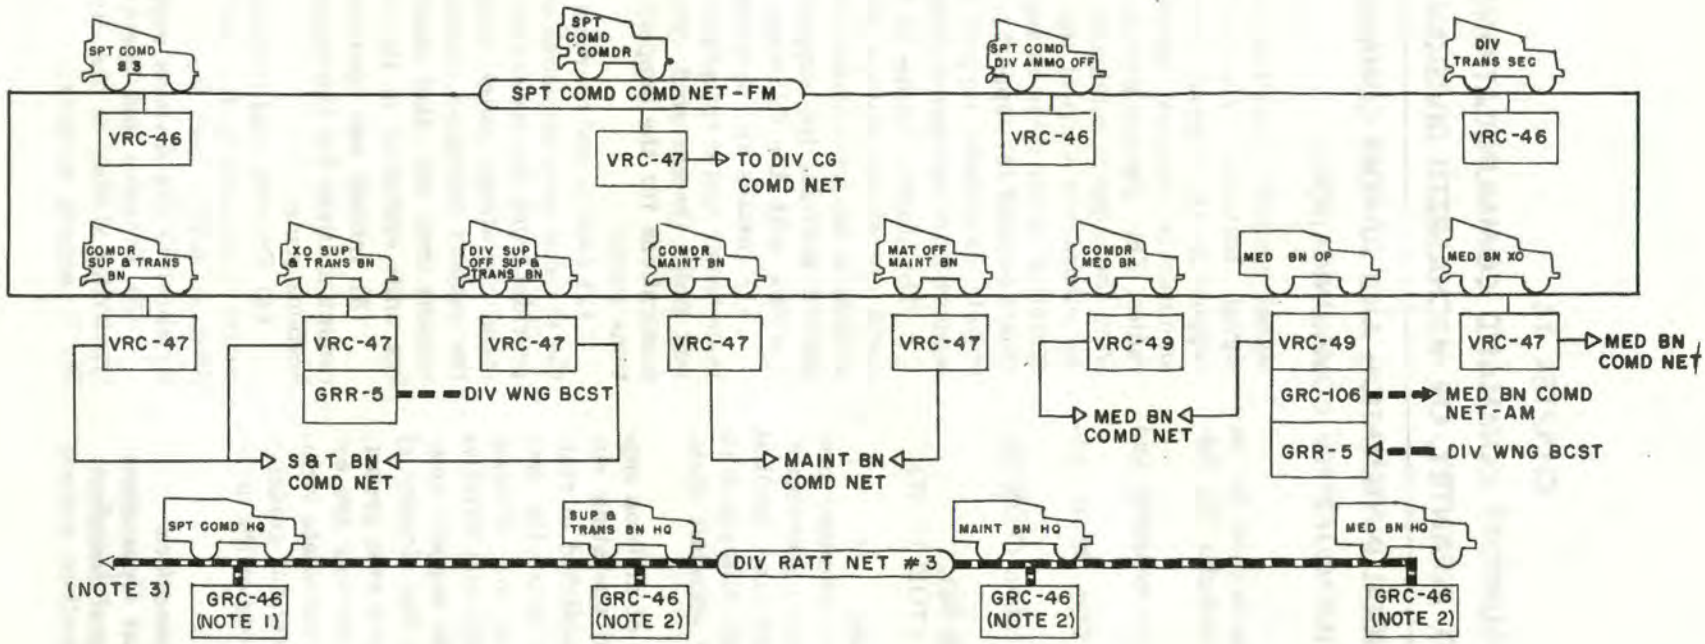 SPT COMD
S 3
SPT
COMD
COMDR
SPT COMD
DIV AMMO OFF
DIV
TRANS SEC
SPT COMD COMD NET-FM
VRC-46
VRC-47
TO DIV CG
COMD NET
VRC-46
VRC-46
COMDR
SUP & TRANS
BN
XO SUP
& TRANS BN
DIV SUP
OFF SUP &
TRANS BN
COMDR
MAINT BN
MAT OFF
MAINT BN
COMDR
MED BN
MED BN OP
MED BN XO
VRC-47
VRC-47
VRC-47
VRC-47
VRC-47
VRC-49
VRC-49
VRC-47
MED BN
COMD NET
GRR-5
DIV WNG BCST
GRC-106
MED BN COMD
NET-AM
MED BN
COMD NET
GRR-5
DIV WNG BCST
S&T BN
COMD NET
MAINT BN
COMD NET
SPT COMD HQ
SUP &
TRANS BN HQ
MAINT BN HQ
MED BN HQ
DIV RATT NET #3
(NOTE 3)
GRC-46
(NOTE 1)
GRC-46
(NOTE 2)
GRC-46
(NOTE 2)
GRC-46
(NOTE 2)